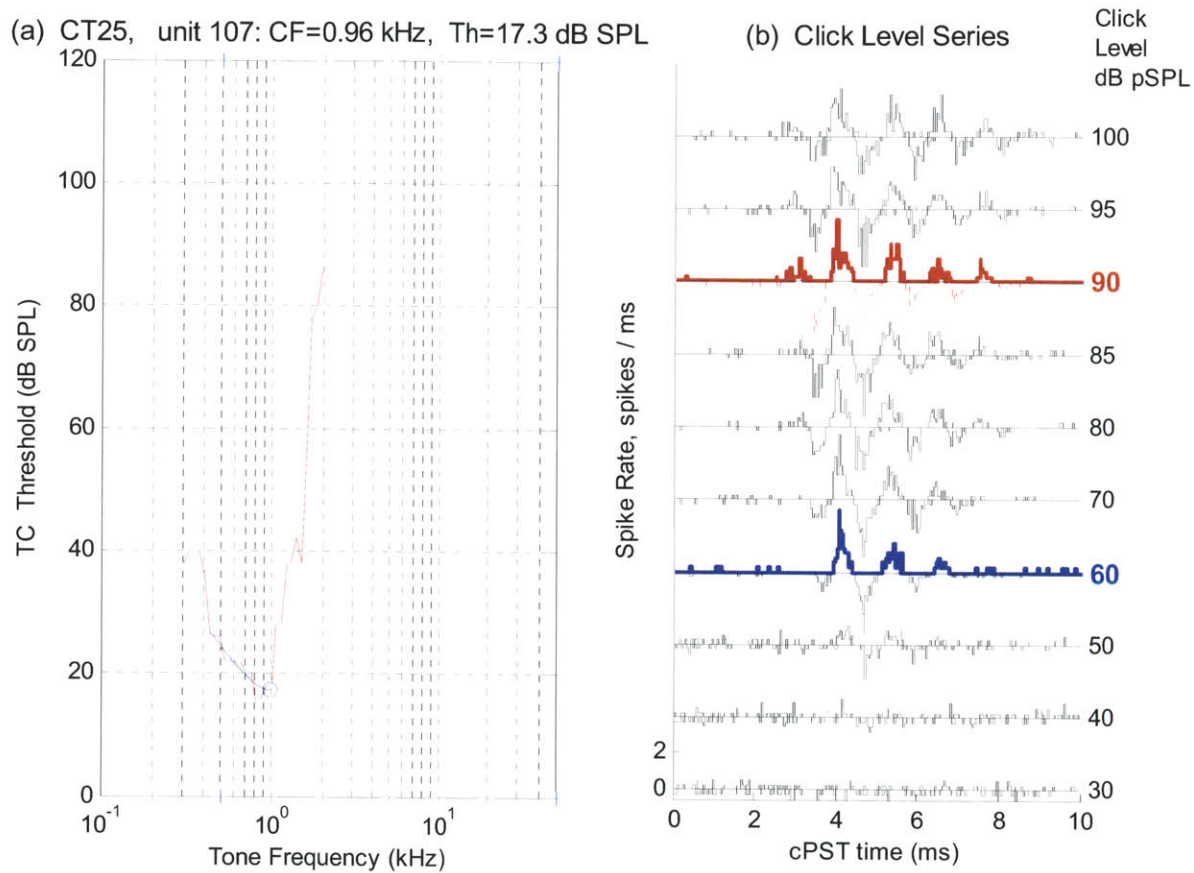 (a) CT25, unit 107: CF=0.96 kHz, Th=17.3 dB SPL
120
100
80
60
40
20
0
TC Threshold (dB SPL)
10^-1
10^0
10^1
Tone Frequency (kHz)
(b) Click Level Series
Click
Level
dB pSPL
100
95
90
85
80
70
60
50
40
30
Spike Rate, spikes / ms
2
0
0 2 4 6 8 10
cPST time (ms)